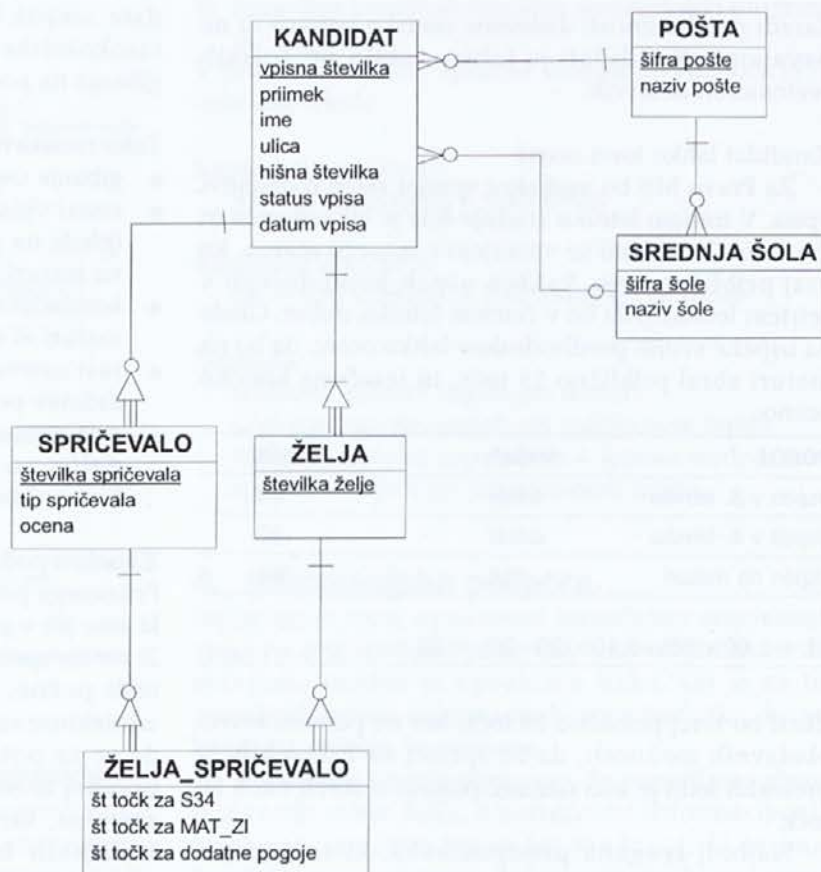 KANDIDAT
vpisna številka
priimek
ime
ulica
hišna številka
status vpisa
datum vpisa
POŠTA
šifra pošte
naziv pošte
SREDNJA ŠOLA
šifra šole
naziv šole
SPRIČEVALO
številka spričevala
tip spričevala
ocena
ŽELJA
številka želje
ŽELJA_SPRIČEVALO
št točk za S34
št točk za MAT_ZI
št točk za dodatne pogoje